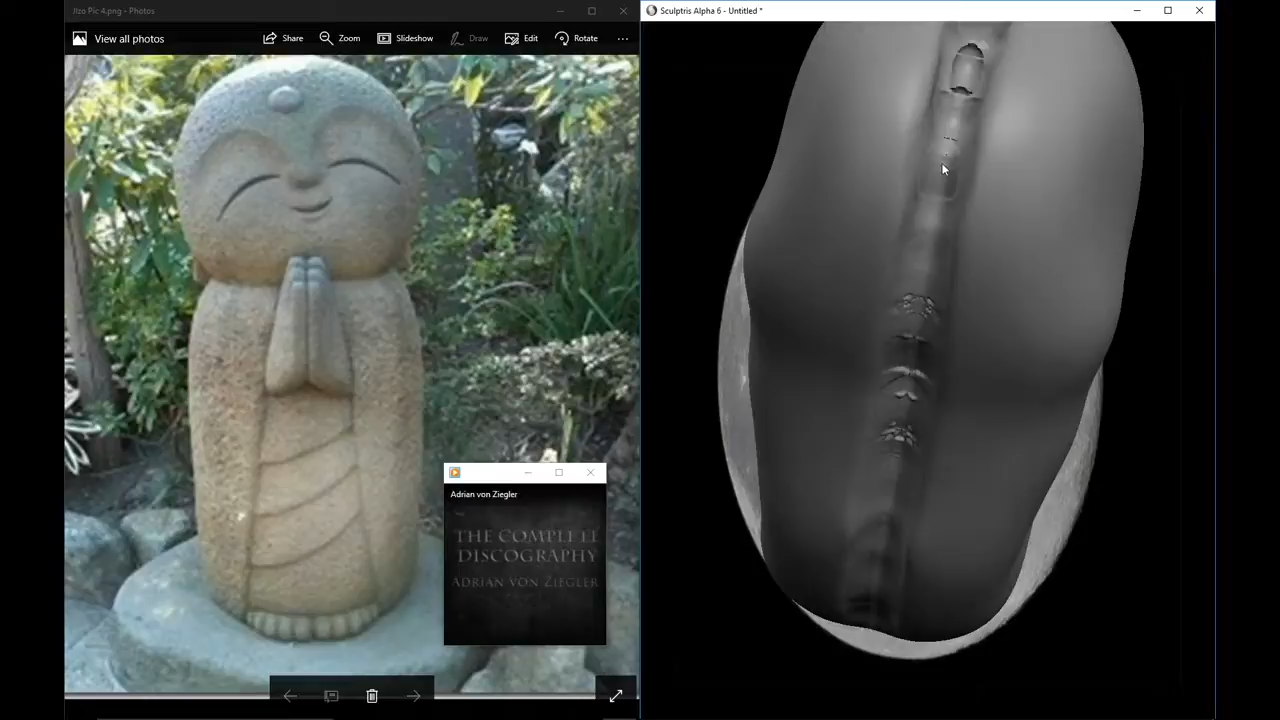 JIzo Pic 4.png - Photos
View all photos
Share
Zoom
Slideshow
Draw
Edit
Rotate
Sculptris Alpha 6 - Untitled *
Adrian von Ziegler
THE COMPLETE
DISCOGRAPHY
ADRIAN VON ZIEGLER